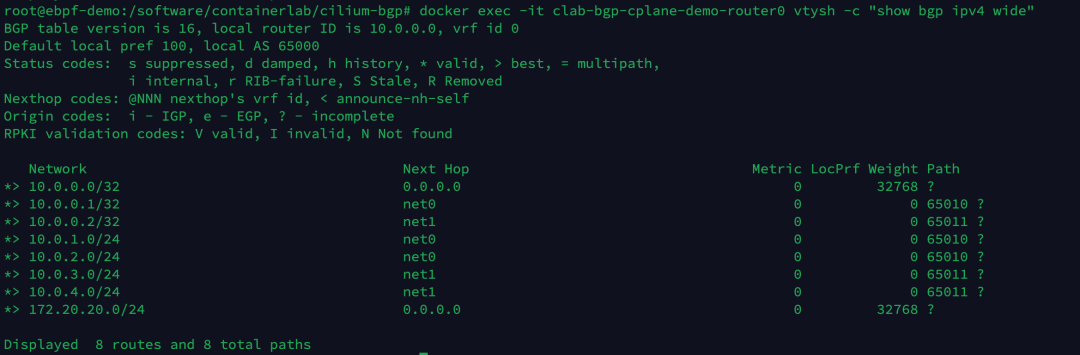 root@ebpf-demo:/software/containerlab/cilium-bgp# docker exec -it clab-bgp-cplane-demo-router0 vtysh -c "show bgp ipv4 wide"
BGP table version is 16, local router ID is 10.0.0.0, vrf id 0
Default local pref 100, local AS 65000
Status codes:  s suppressed, d damped, h history, * valid, > best, = multipath,
               i internal, r RIB-failure, S Stale, R Removed
Nexthop codes: @NNN nexthop's vrf id, < announce-nh-self
Origin codes:  i - IGP, e - EGP, ? - incomplete
RPKI validation codes: V valid, I invalid, N Not found

   Network                                      Next Hop                                  Metric LocPrf Weight Path
*> 10.0.0.0/32                                  0.0.0.0                                        0         32768 ?
*> 10.0.0.1/32                                  net0                                           0             0 65010 ?
*> 10.0.0.2/32                                  net1                                           0             0 65011 ?
*> 10.0.1.0/24                                  net0                                           0             0 65010 ?
*> 10.0.2.0/24                                  net0                                           0             0 65010 ?
*> 10.0.3.0/24                                  net1                                           0             0 65011 ?
*> 10.0.4.0/24                                  net1                                           0             0 65011 ?
*> 172.20.20.0/24                               0.0.0.0                                        0         32768 ?

Displayed  8 routes and 8 total paths